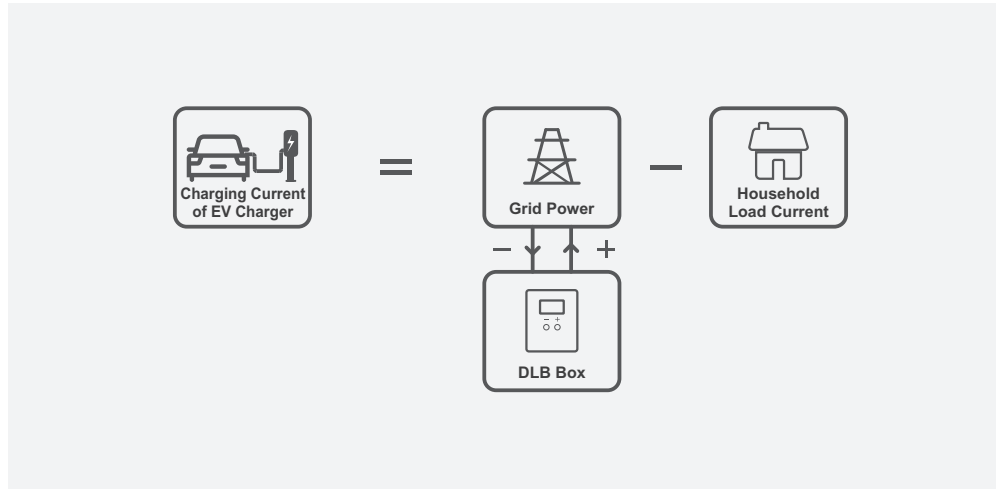 Charging Current
of EV Charger
=
Grid Power
−
Household
Load Current
− +
− +
DLB Box